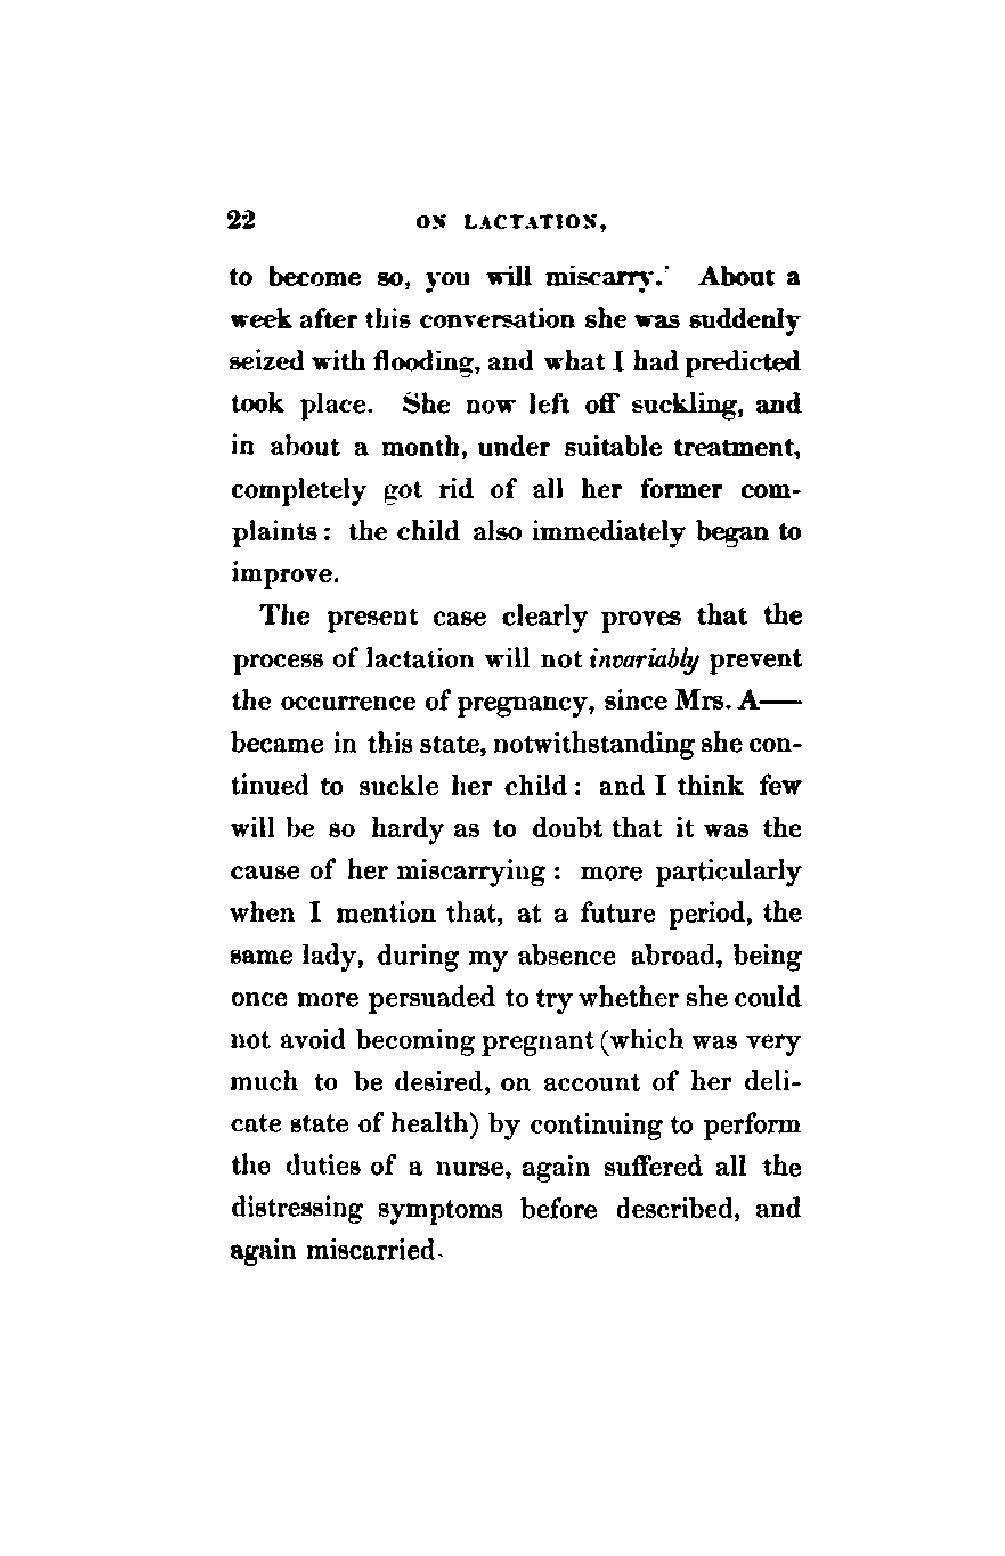 22 ON LACTATION,
to become so, you will miscarry.' About a
week after this conversation she was suddenly
seized with flooding, and what I had predicted
took place. She now left off suckling, and
in about a month, under suitable treatment,
completely got rid of all her former com-
plaints: the child also immediately began to
improve.
The present case clearly proves that the
process of lactation will not invariably prevent
the occurrence of pregnancy, since Mrs. A——
became in this state, notwithstanding she con-
tinued to suckle her child: and I think few
will be so hardy as to doubt that it was the
cause of her miscarrying: more particularly
when I mention that, at a future period, the
same lady, during my absence abroad, being
once more persuaded to try whether she could
not avoid becoming pregnant (which was very
much to be desired, on account of her deli-
cate state of health) by continuing to perform
the duties of a nurse, again suffered all the
distressing symptoms before described, and
again miscarried.